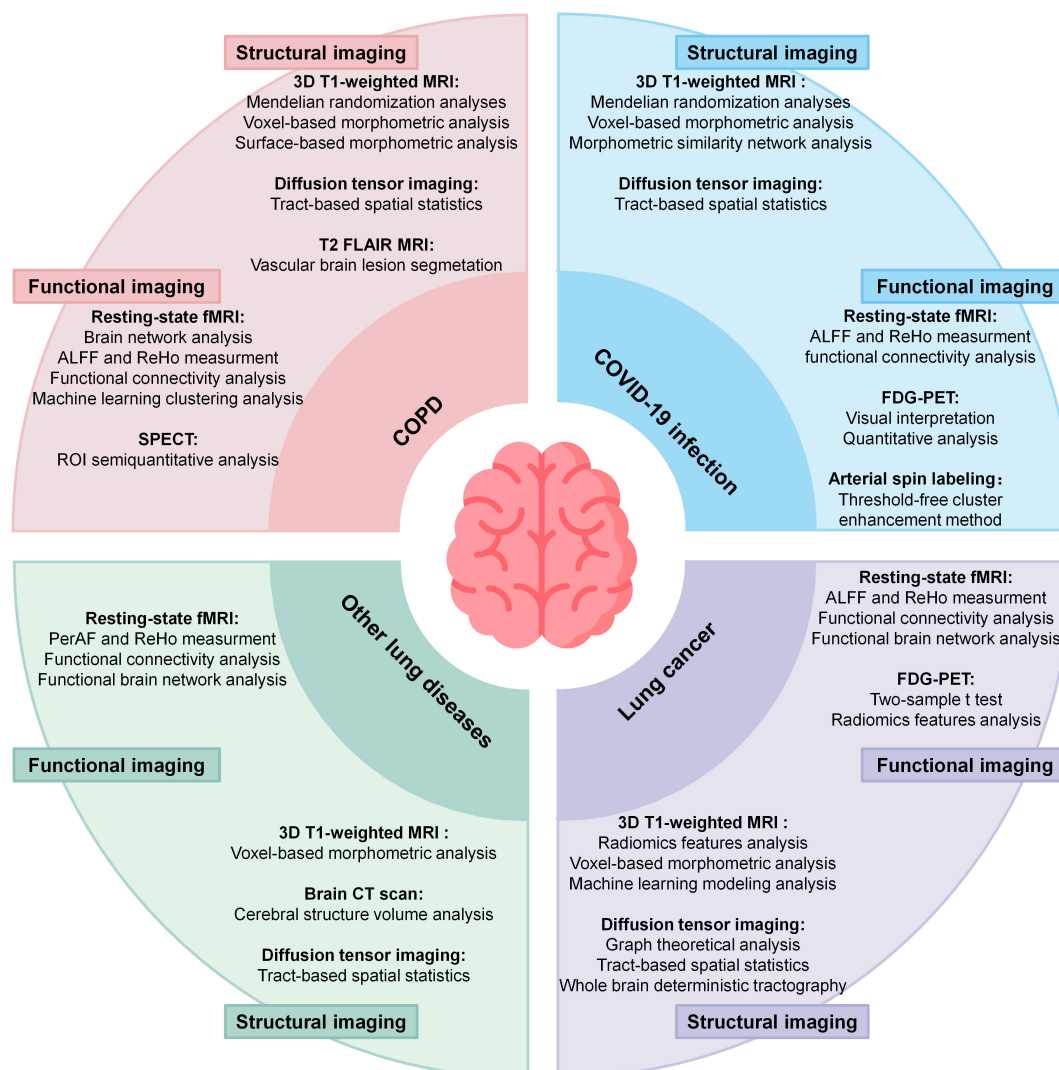 Structural imaging
3D T1-weighted MRI:
Mendelian randomization analyses
Voxel-based morphometric analysis
Surface-based morphometric analysis
Diffusion tensor imaging:
Tract-based spatial statistics
T2 FLAIR MRI:
Vascular brain lesion segmetation
Functional imaging
Resting-state fMRI:
Brain network analysis
ALFF and ReHo measurment
Functional connectivity analysis
Machine learning clustering analysis
SPECT:
ROI semiquantitative analysis
COPD
Structural imaging
3D T1-weighted MRI :
Mendelian randomization analyses
Voxel-based morphometric analysis
Morphometric similarity network analysis
Diffusion tensor imaging:
Tract-based spatial statistics
Functional imaging
Resting-state fMRI:
ALFF and ReHo measurment
functional connectivity analysis
FDG-PET:
Visual interpretation
Quantitative analysis
Arterial spin labeling：
Threshold-free cluster
enhancement method
COVID-19 infection
Other lung diseases
Resting-state fMRI:
PerAF and ReHo measurment
Functional connectivity analysis
Functional brain network analysis
Functional imaging
3D T1-weighted MRI :
Voxel-based morphometric analysis
Brain CT scan:
Cerebral structure volume analysis
Diffusion tensor imaging:
Tract-based spatial statistics
Structural imaging
Lung cancer
Resting-state fMRI:
ALFF and ReHo measurment
Functional connectivity analysis
Functional brain network analysis
FDG-PET:
Two-sample t test
Radiomics features analysis
Functional imaging
3D T1-weighted MRI :
Radiomics features analysis
Voxel-based morphometric analysis
Machine learning modeling analysis
Diffusion tensor imaging:
Graph theoretical analysis
Tract-based spatial statistics
Whole brain deterministic tractography
Structural imaging